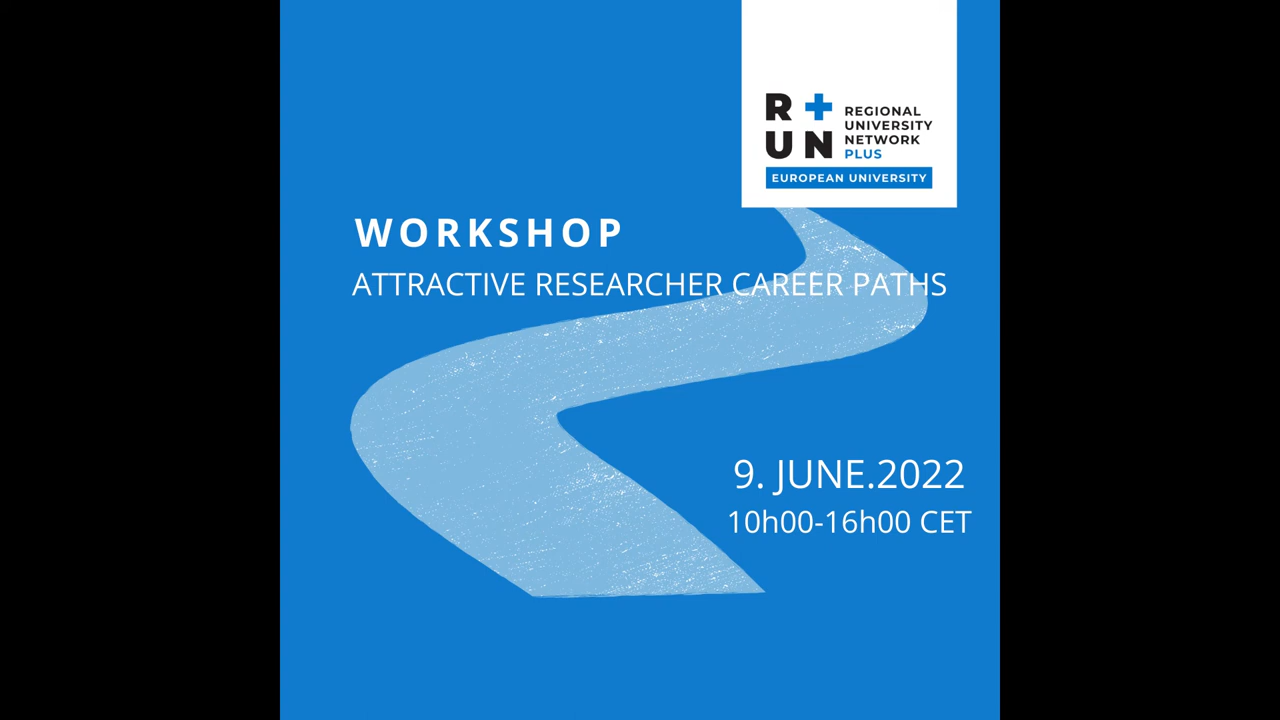 R +
UN
REGIONAL
UNIVERSITY
NETWORK
PLUS
EUROPEAN UNIVERSITY
WORKSHOP
ATTRACTIVE RESEARCHER CAREER PATHS
9. JUNE.2022
10h00-16h00 CET